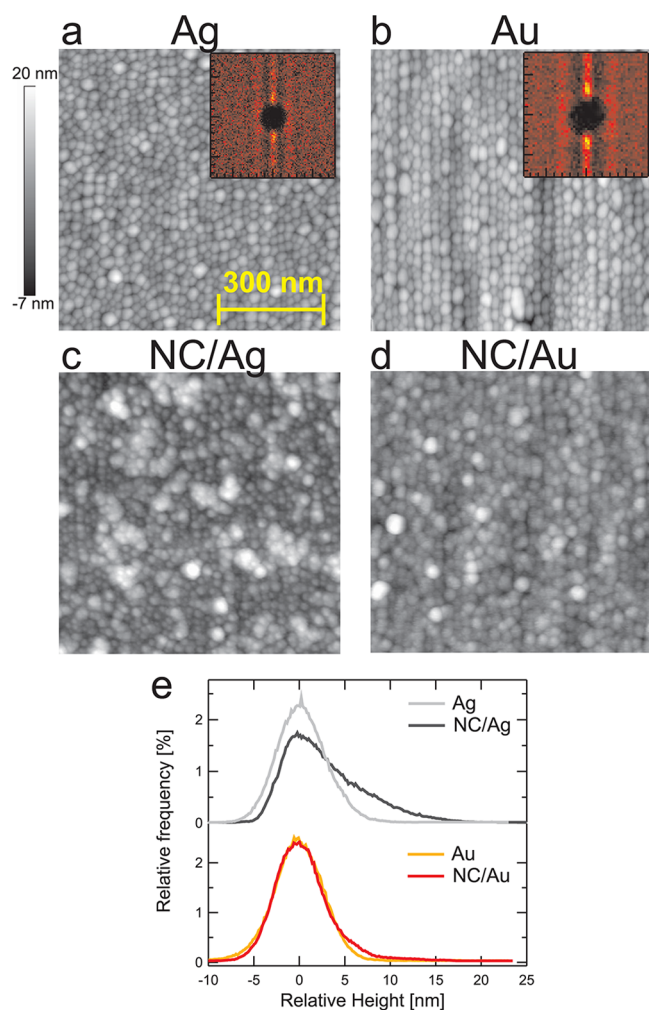 a Ag
b Au
20 nm
-7 nm
300 nm
c NC/Ag
d NC/Au
e
Relative frequency [%]
2
1
0
Ag
NC/Ag
2
1
0
Au
NC/Au
-10 -5 0 5 10 15 20 25
Relative Height [nm]